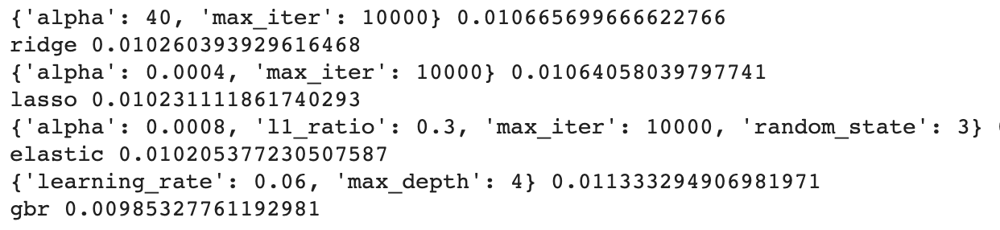 {'alpha': 40, 'max_iter': 10000} 0.010665699666622766
ridge 0.010260393929616468
{'alpha': 0.0004, 'max_iter': 10000} 0.01064058039797741
lasso 0.010231111861740293
{'alpha': 0.0008, 'l1_ratio': 0.3, 'max_iter': 10000, 'random_state': 3}
elastic 0.010205377230507587
{'learning_rate': 0.06, 'max_depth': 4} 0.011333294906981971
gbr 0.00985327761192981